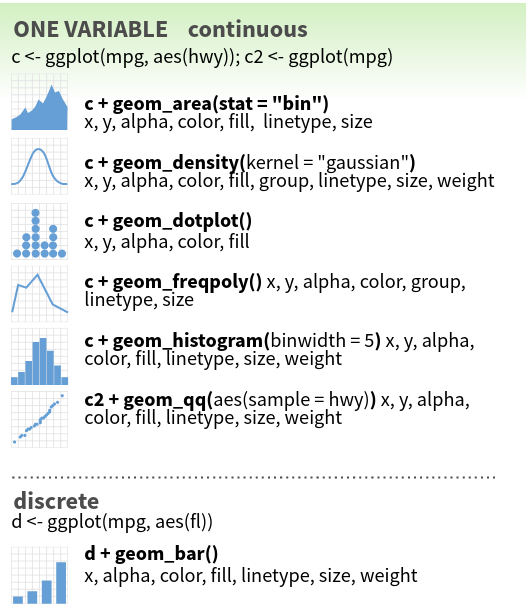 ONE VARIABLE continuous
c <- ggplot(mpg, aes(hwy)); c2 <- ggplot(mpg)
c + geom_area(stat = "bin")
x, y, alpha, color, fill, linetype, size
c + geom_density(kernel = "gaussian")
x, y, alpha, color, fill, group, linetype, size, weight
c + geom_dotplot()
x, y, alpha, color, fill
c + geom_freqpoly() x, y, alpha, color, group,
linetype, size
c + geom_histogram(binwidth = 5) x, y, alpha,
color, fill, linetype, size, weight
c2 + geom_qq(aes(sample = hwy)) x, y, alpha,
color, fill, linetype, size, weight
discrete
d <- ggplot(mpg, aes(fl))
d + geom_bar()
x, alpha, color, fill, linetype, size, weight